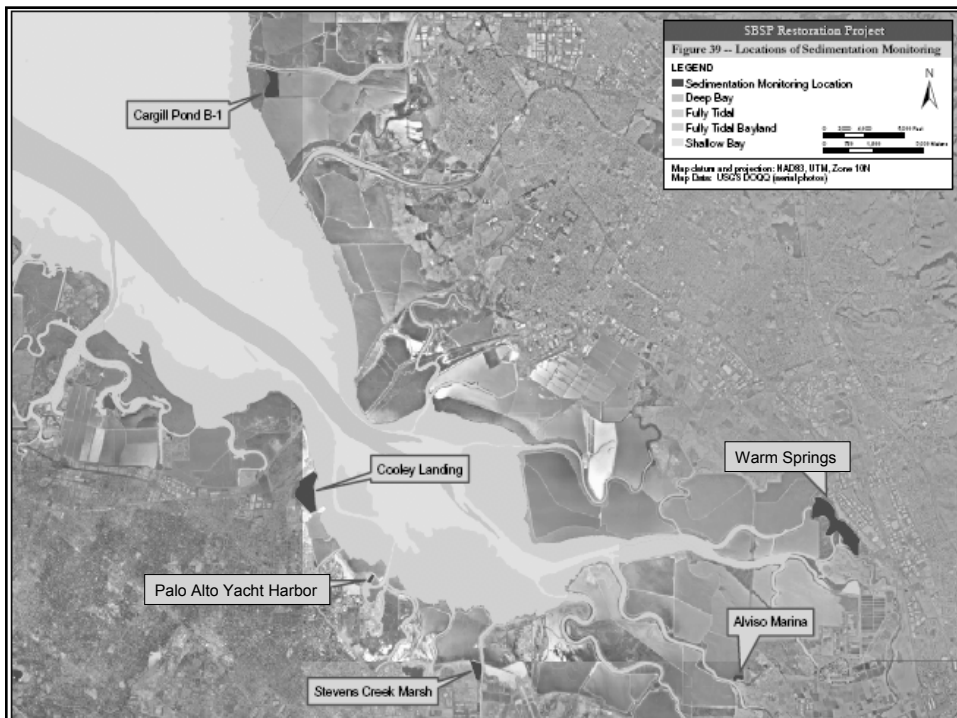 SBSP Restoration Project
Figure 39 -- Locations of Sedimentation Monitoring
LEGEND
Sedimentation Monitoring Location
Deep Bay
Fully Tidal
Fully Tidal Bayland
Shallow Bay
N
Map datum and projection: NAD83, UTM, Zone 10N
Map Data: USGS DOQQ (aerial photos)
Cargill Pond B-1
Cooley Landing
Warm Springs
Palo Alto Yacht Harbor
Alviso Marina
Stevens Creek Marsh